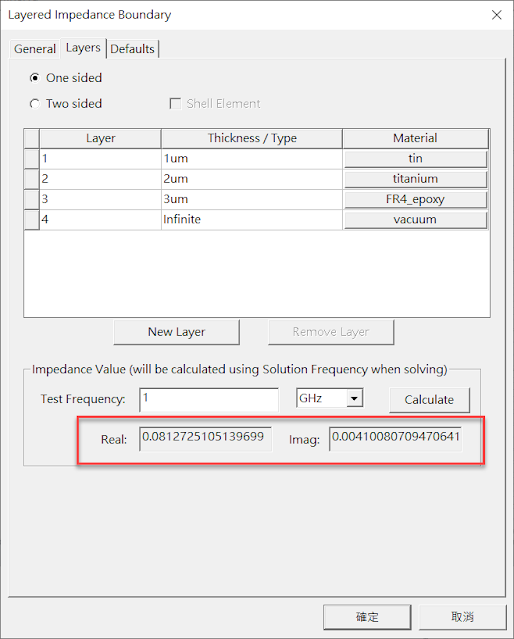 Layered Impedance Boundary
General Layers Defaults
One sided
Two sided Shell Element
Layer Thickness / Type Material
1 1um tin
2 2um titanium
3 3um FR4_epoxy
4 Infinite vacuum
New Layer Remove Layer
Impedance Value (will be calculated using Solution Frequency when solving)
Test Frequency: 1 GHz Calculate
Real: 0.0812725105139699 Imag: 0.00410080709470641
確定 取消